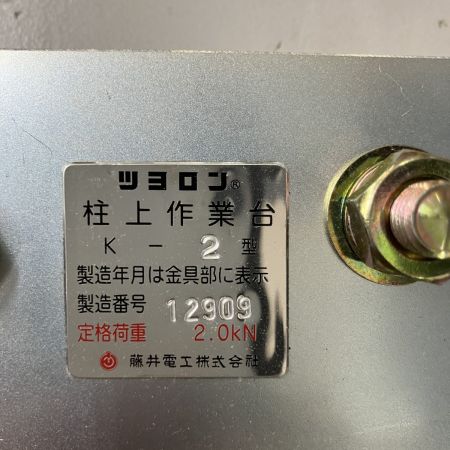 ツヨロン®
柱上作業台
K－2型
製造年月は金具部に表示
製造番号 12909
定格荷重 2.0kN
藤井電工株式会社